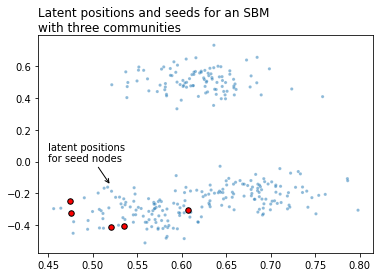 Latent positions and seeds for an SBM
with three communities
0.6
0.4
0.2
0.0
−0.2
−0.4
latent positions
for seed nodes
0.45 0.50 0.55 0.60 0.65 0.70 0.75 0.80